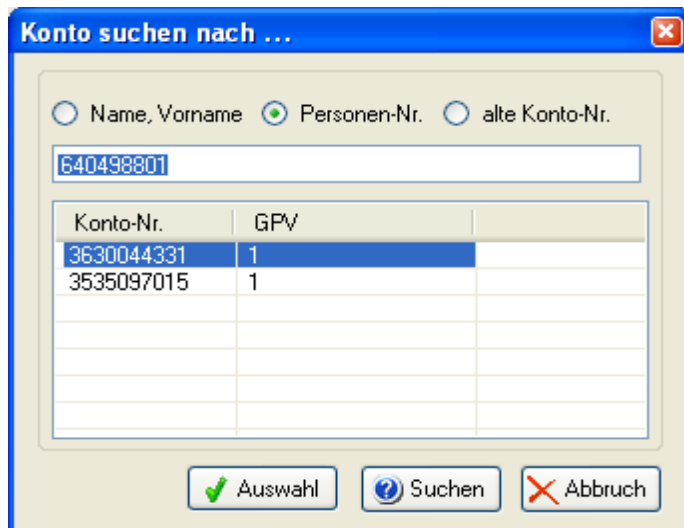 Konto suchen nach ...
Name, Vorname Personen-Nr. alte Konto-Nr.
640498801
Konto-Nr. GPV
3630044331 1
3535097015 1
Auswahl Suchen Abbruch